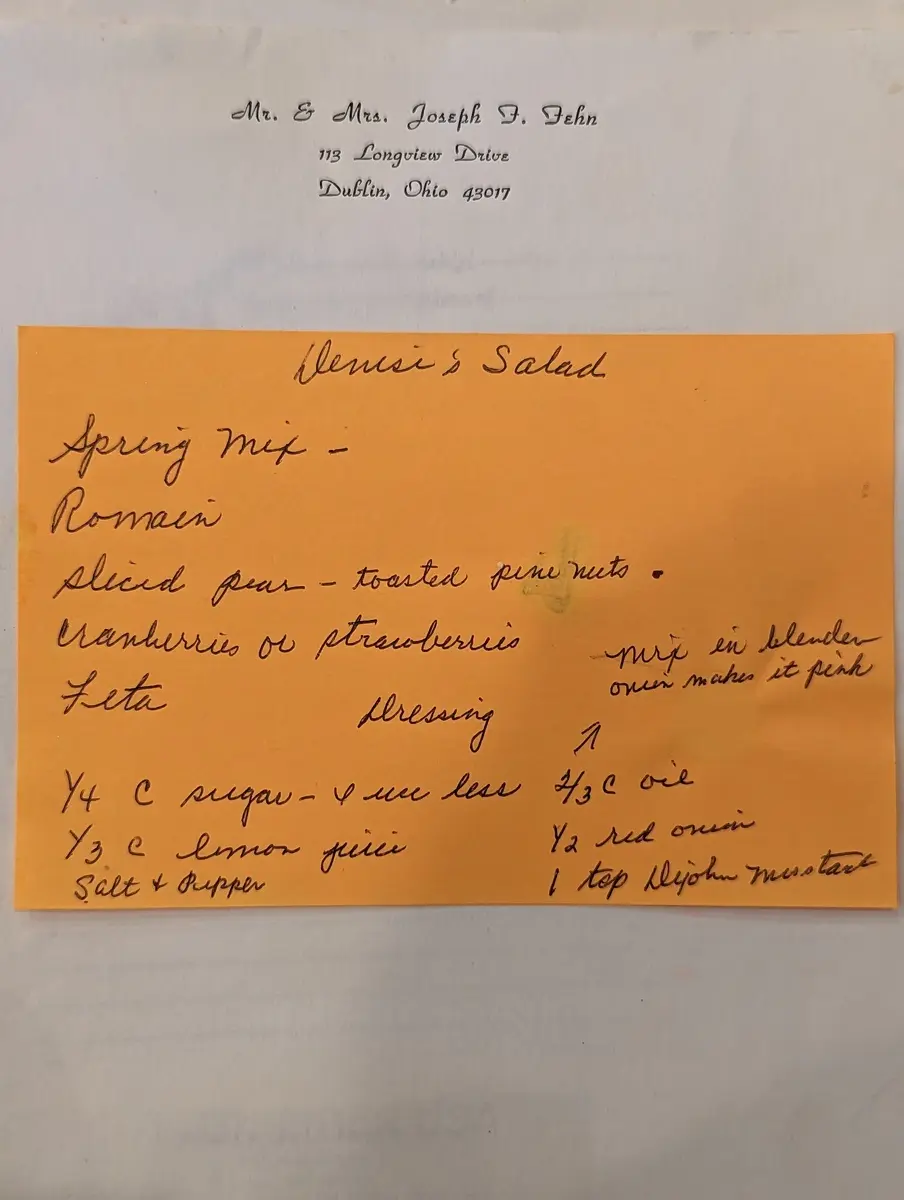 Mr. & Mrs. Joseph F. Fehn
113 Longview Drive
Dublin, Ohio 43017
Denise's Salad
Spring Mix -
Romain
sliced pear - toasted pine nuts .
cranberries or strawberries
Feta
mix in blender
onion makes it pink
Dressing
↑
1/4 C sugar - I use less
2/3 C oil
1/3 C lemon juice
1/2 red onion
Salt + Pepper
1 tsp Dijohn musstart